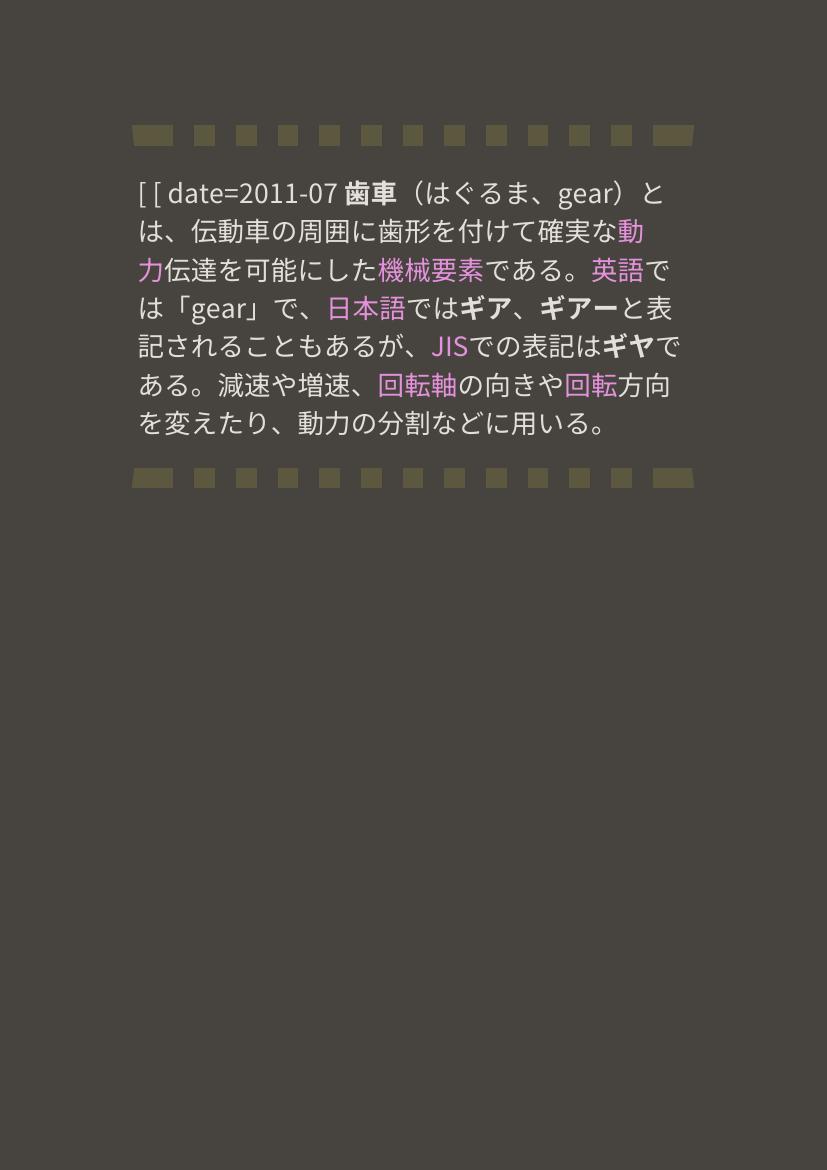 [ [ date=2011-07 歯車（はぐるま、gear）と
は、伝動車の周囲に歯形を付けて確実な動
力伝達を可能にした機械要素である。英語で
は「gear」で、日本語ではギア、ギアーと表
記されることもあるが、JISでの表記はギヤで
ある。減速や増速、回転軸の向きや回転方向
を変えたり、動力の分割などに用いる。